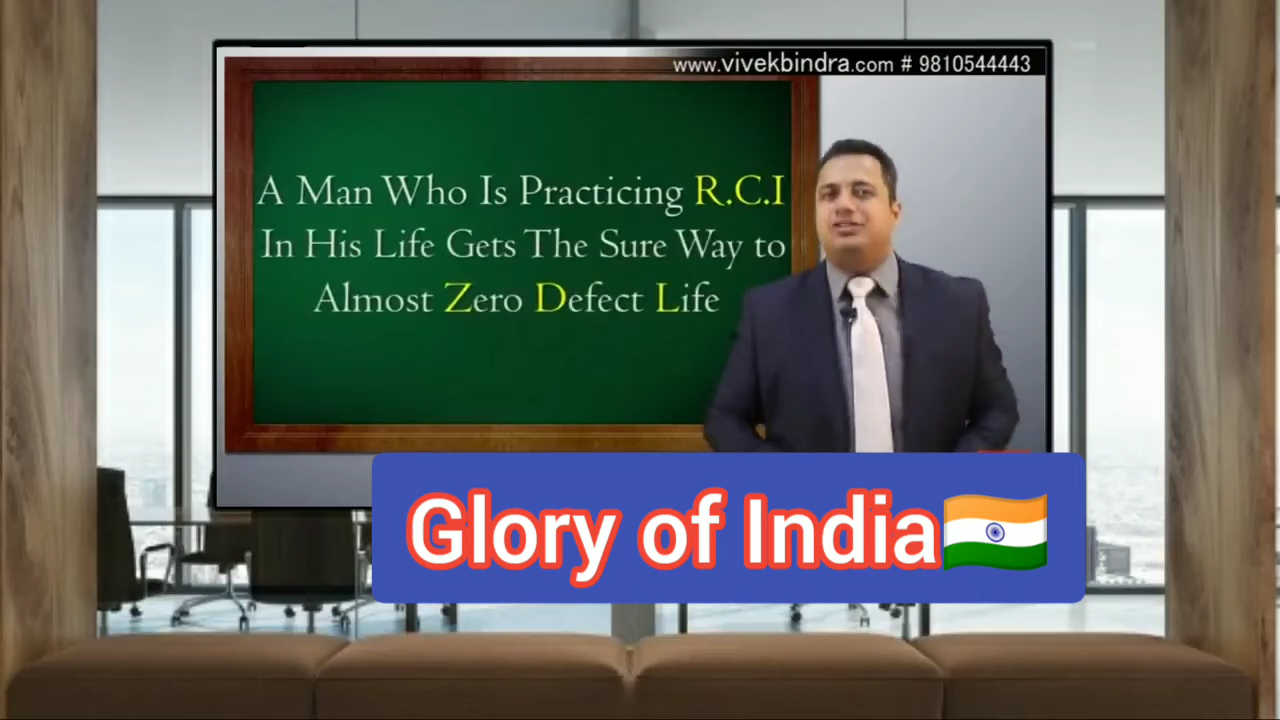 www.vivekbindra.com # 9810544443
A Man Who Is Practicing R.C.I
In His Life Gets The Sure Way to
Almost Zero Defect Life
Glory of India🇮🇳